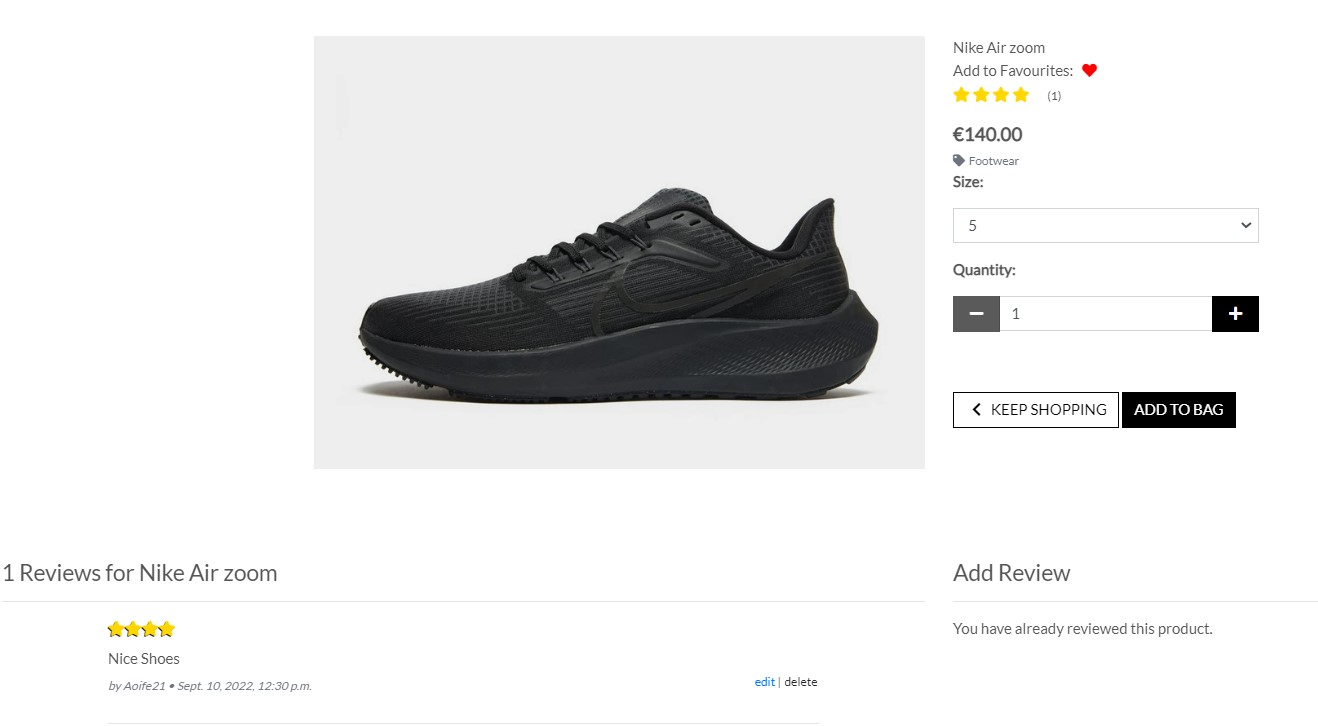 Nike Air zoom
Add to Favourites:
(1)
€140.00
Footwear
Size:
5
Quantity:
1
KEEP SHOPPING
ADD TO BAG
1 Reviews for Nike Air zoom
Nice Shoes
by Aoife21 • Sept. 10, 2022, 12:30 p.m.
edit | delete
Add Review
You have already reviewed this product.